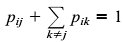 p_{ij} + \sum_{k \neq j} p_{ik} = 1